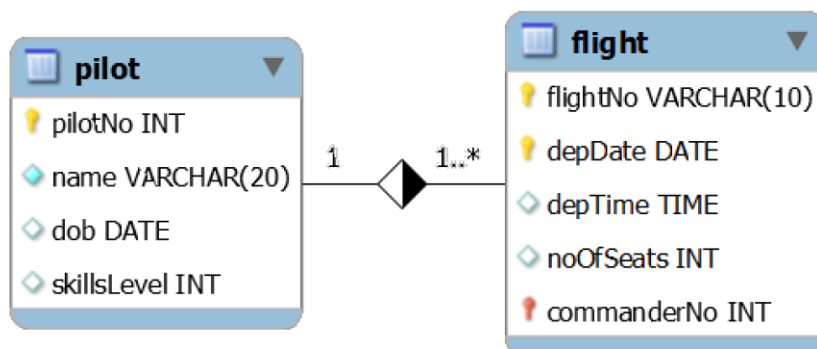 pilot
pilotNo INT
name VARCHAR(20)
dob DATE
skillsLevel INT
1
1..*
flight
flightNo VARCHAR(10)
depDate DATE
depTime TIME
noOfSeats INT
commanderNo INT